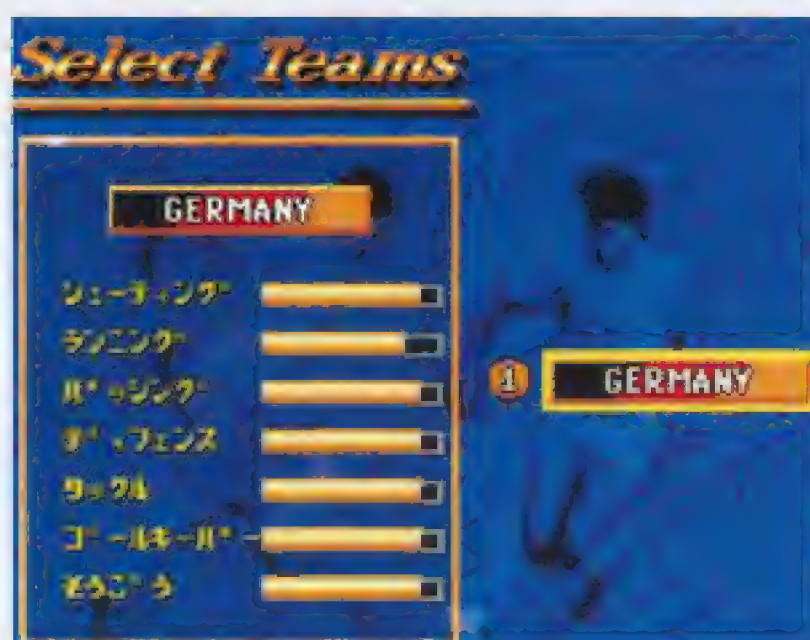 Select Teams
GERMANY
シューティング
ランニング
パッシング
ディフェンス
タックル
ゴールキーパー
そうごう
1 GERMANY